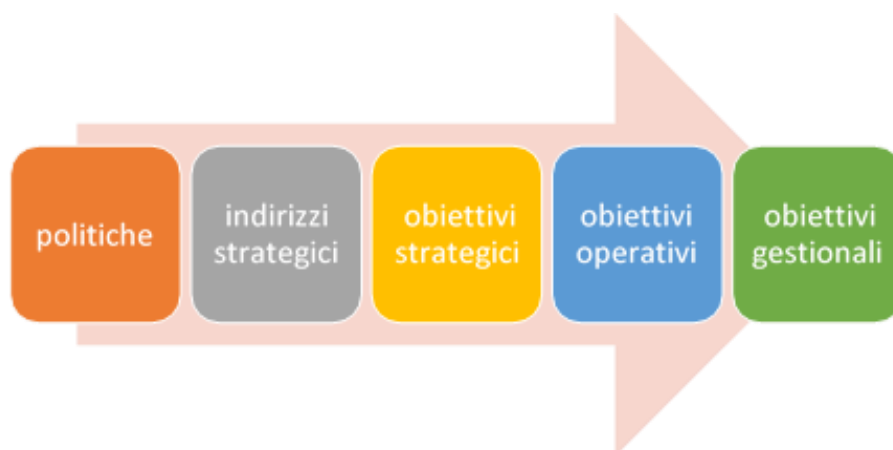 politiche
indirizzi
strategici
obiettivi
strategici
obiettivi
operativi
obiettivi
gestionali